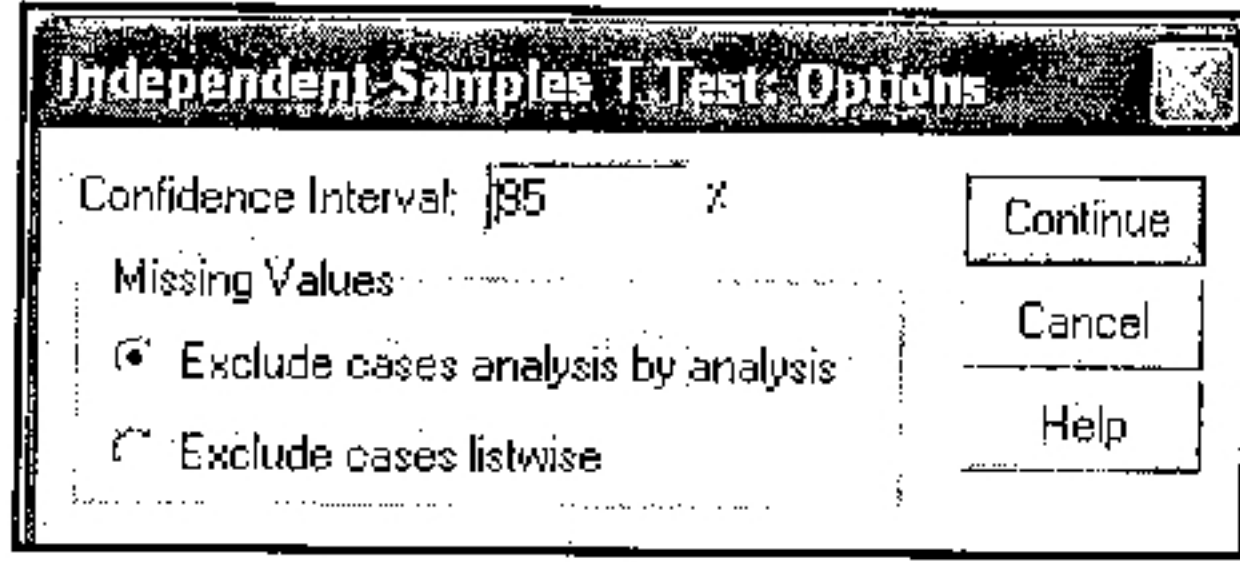 Independent-Samples T Test: Options
Confidence Interval: 95 %
Missing Values
Exclude cases analysis by analysis
Exclude cases listwise
Continue
Cancel
Help